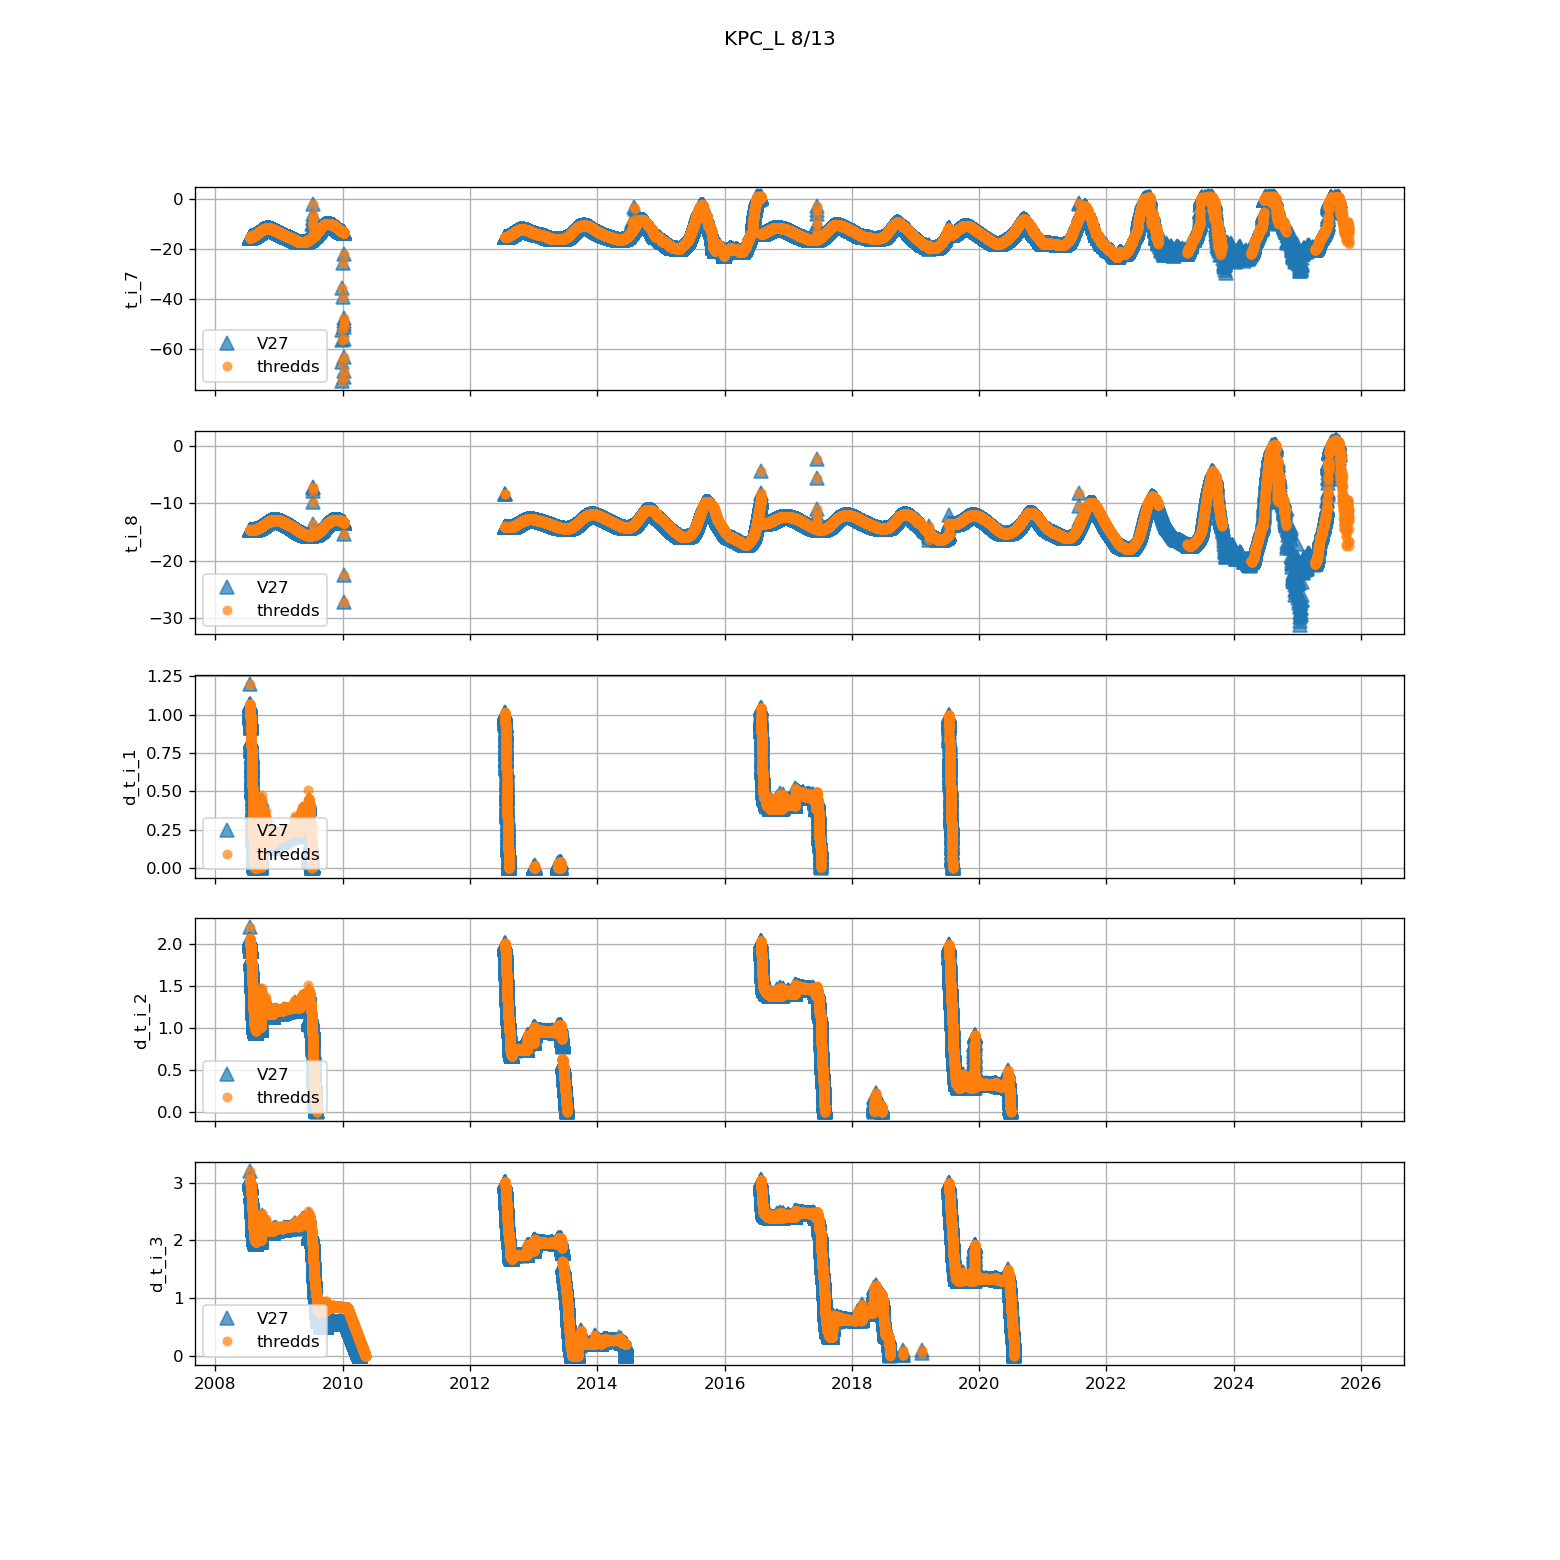 KPC_L 8/13
0
−20
−40
−60
t_i_7
V27
thredds
0
−10
−20
−30
t_i_8
V27
thredds
1.25
1.00
0.75
0.50
0.25
0.00
d_t_i_1
V27
thredds
2.0
1.5
1.0
0.5
0.0
d_t_i_2
V27
thredds
3
2
1
0
d_t_i_3
V27
thredds
2008 2010 2012 2014 2016 2018 2020 2022 2024 2026